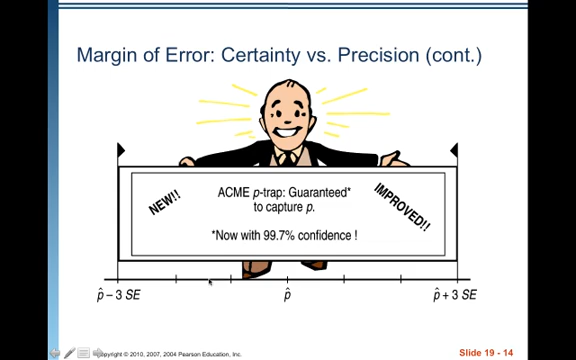 Margin of Error: Certainty vs. Precision (cont.)
NEW!!
ACME p-trap: Guaranteed*
to capture p.
IMPROVED!!
*Now with 99.7% confidence !
p̂ – 3 SE
p̂
p̂ + 3 SE
Copyright © 2010, 2007, 2004 Pearson Education, Inc.
Slide 19 - 14